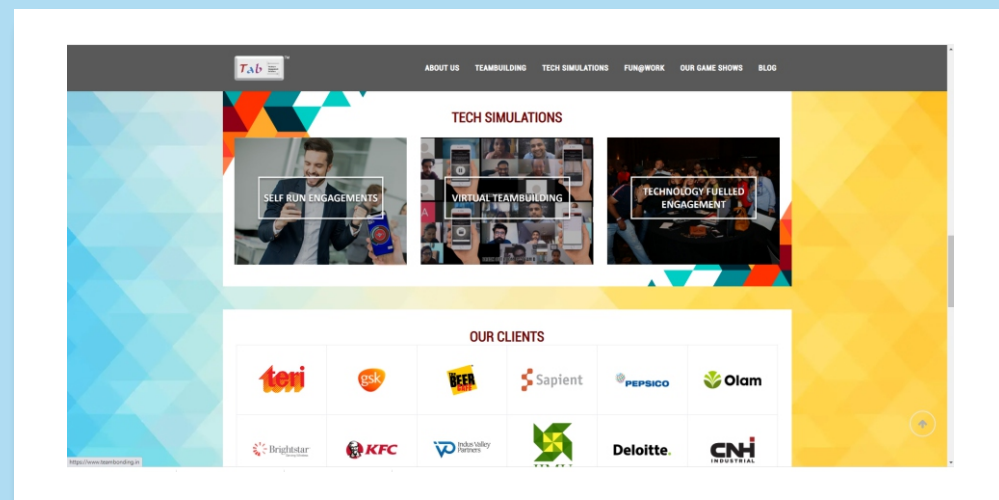 Tab
ABOUT US TEAMBUILDING TECH SIMULATIONS FUN@WORK OUR GAME SHOWS BLOG
TECH SIMULATIONS
SELF RUN ENGAGEMENTS
VIRTUAL TEAMBUILDING
TECHNOLOGY FUELLED
ENGAGEMENT
OUR CLIENTS
teri gsk THE BEER CAFE Sapient PEPSICO Olam
Brightstar KFC Indus Valley Partners Deloitte. CNH INDUSTRIAL
https://www.teambonding.in